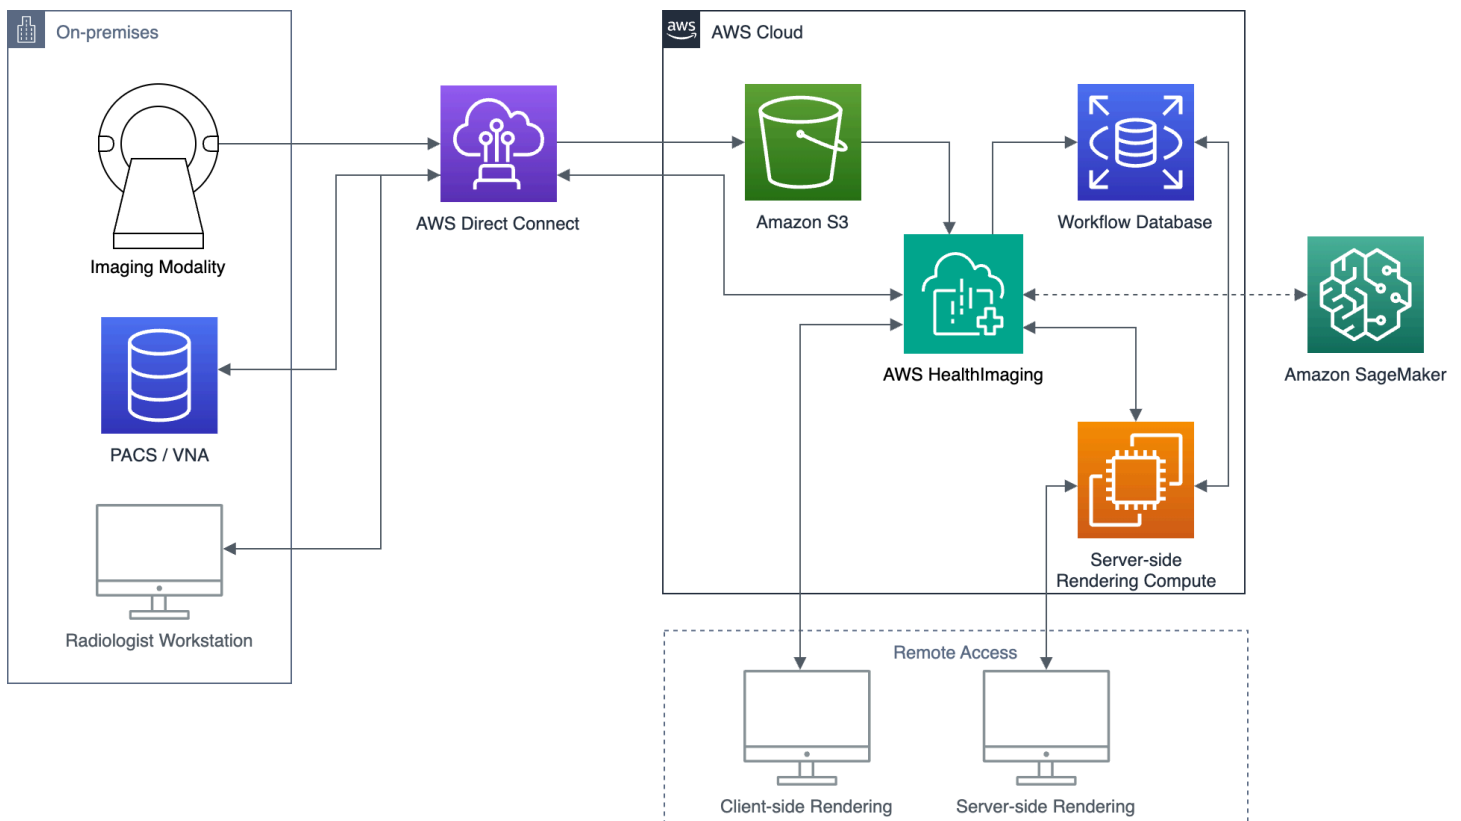 On-premises
aws
AWS Cloud
Imaging Modality
AWS Direct Connect
Amazon S3
Workflow Database
AWS HealthImaging
Amazon SageMaker
PACS / VNA
Server-side
Rendering Compute
Radiologist Workstation
Remote Access
Client-side Rendering
Server-side Rendering